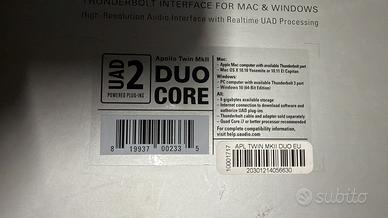 THUNDERBOLT INTERFACE FOR MAC & WINDOWS
High-Resolution Audio Interface with Realtime UAD Processing
UAD 2
POWERED PLUG-INS
Apollo Twin MkII
DUO
CORE
Mac:
- Apple Mac computer with available Thunderbolt port
- Mac OS X 10.10 Yosemite or 10.11 El Capitan
Windows:
- PC computer with available Thunderbolt 3 port
- Windows 10 (64-Bit Edition)
All:
- 6 gigabytes available storage
- Internet connection to download software and authorize UAD plug-ins
- Thunderbolt cable and adapter sold separately
- Quad Core i7 or better processor recommended
For complete compatibility information,
visit help.uaudio.com.
8 19937 00233 5
10001717
APL TWIN MKII DUO EU
20301214056630
subito